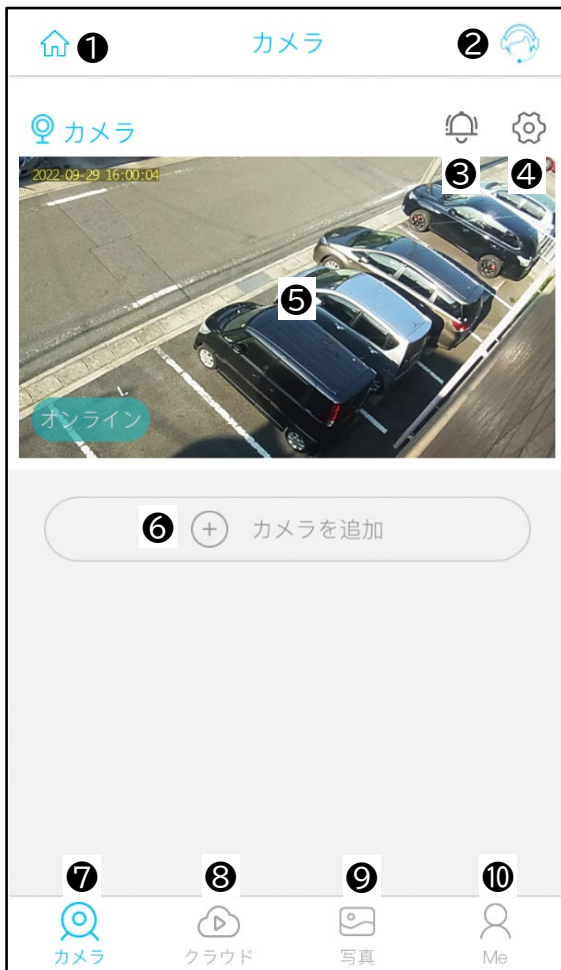 ❶ カメラ ❷
カメラ
❸ ❹
2022-09-29 16:00:04
❺
オンライン
❻ + カメラを追加
❼ ❽ ❾ ❿
カメラ クラウド 写真 Me